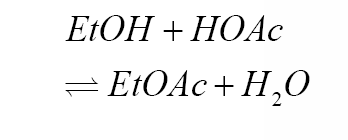 EtOH + HOAc
⇌ EtOAc + H₂O